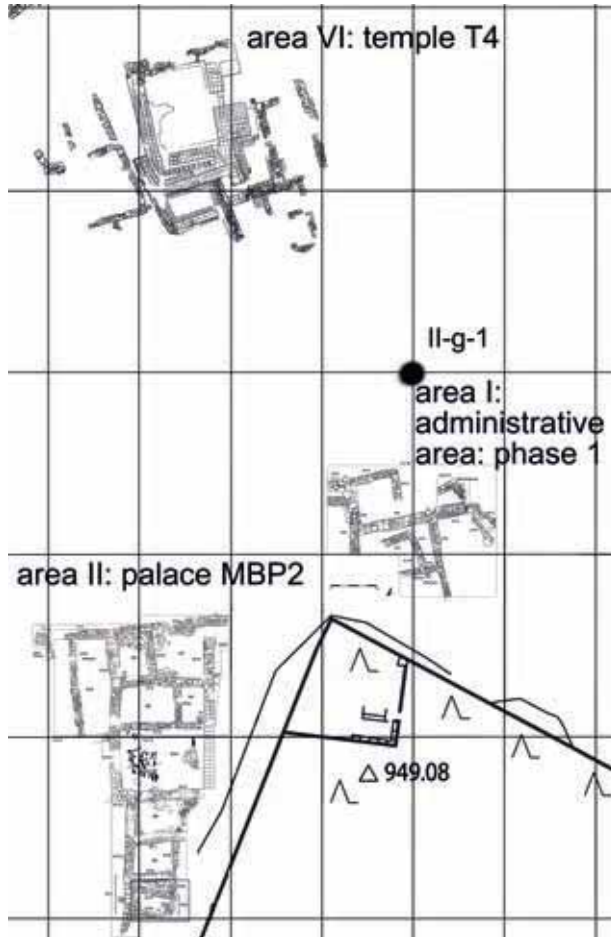 area VI: temple T4
II-g-1
area I:
administrative
area: phase 1
area II: palace MBP2
△ 949.08